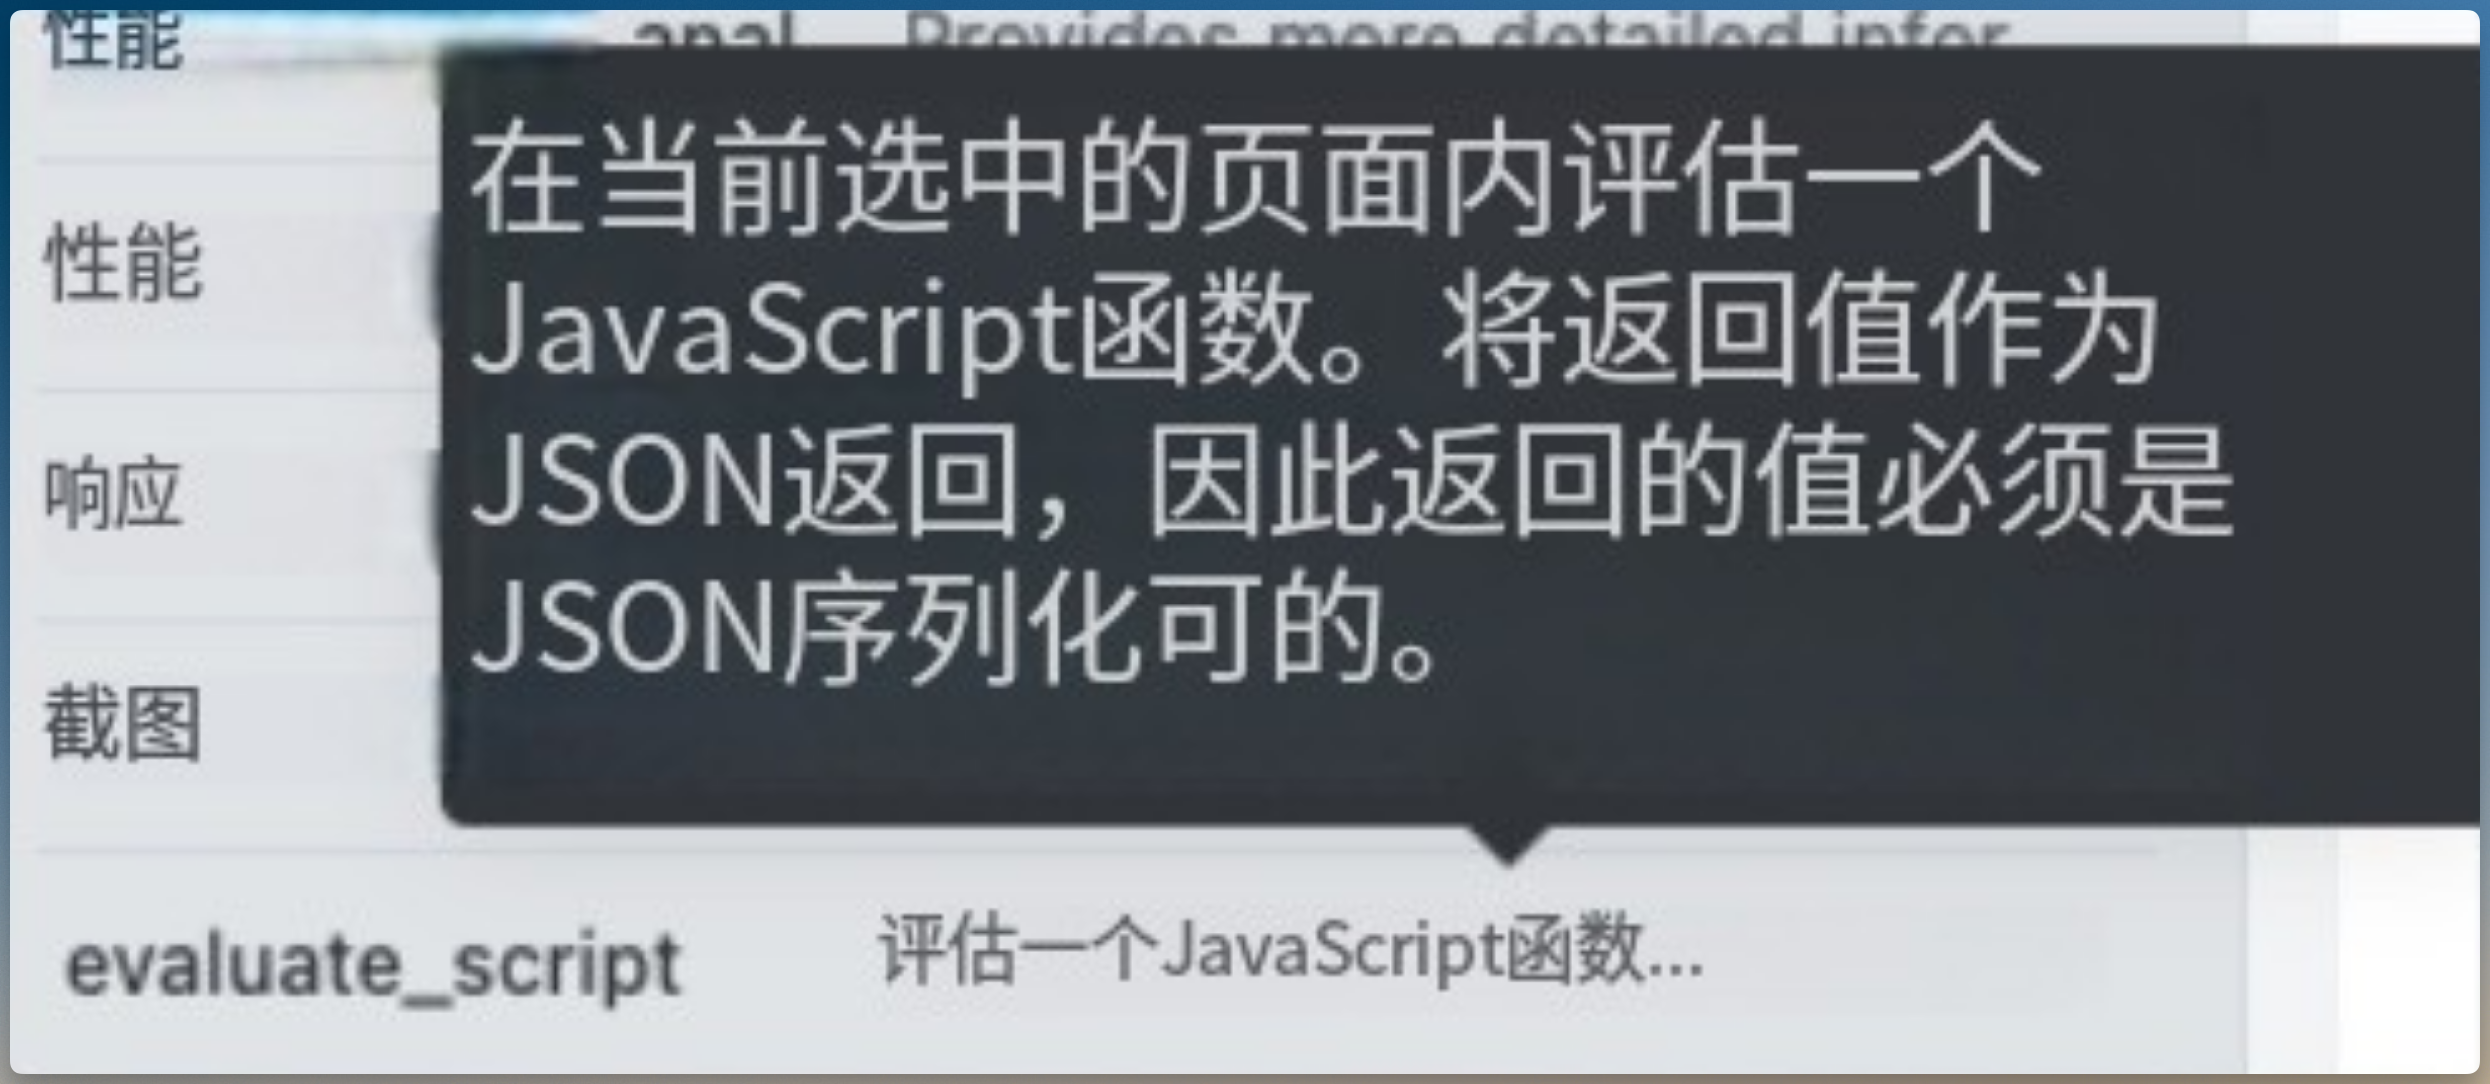 性能
anal Provides more detailed infor
在当前选中的页面内评估一个
JavaScript函数。将返回值作为
JSON返回，因此返回的值必须是
JSON序列化可的。
性能
响应
截图
evaluate_script 评估一个JavaScript函数...